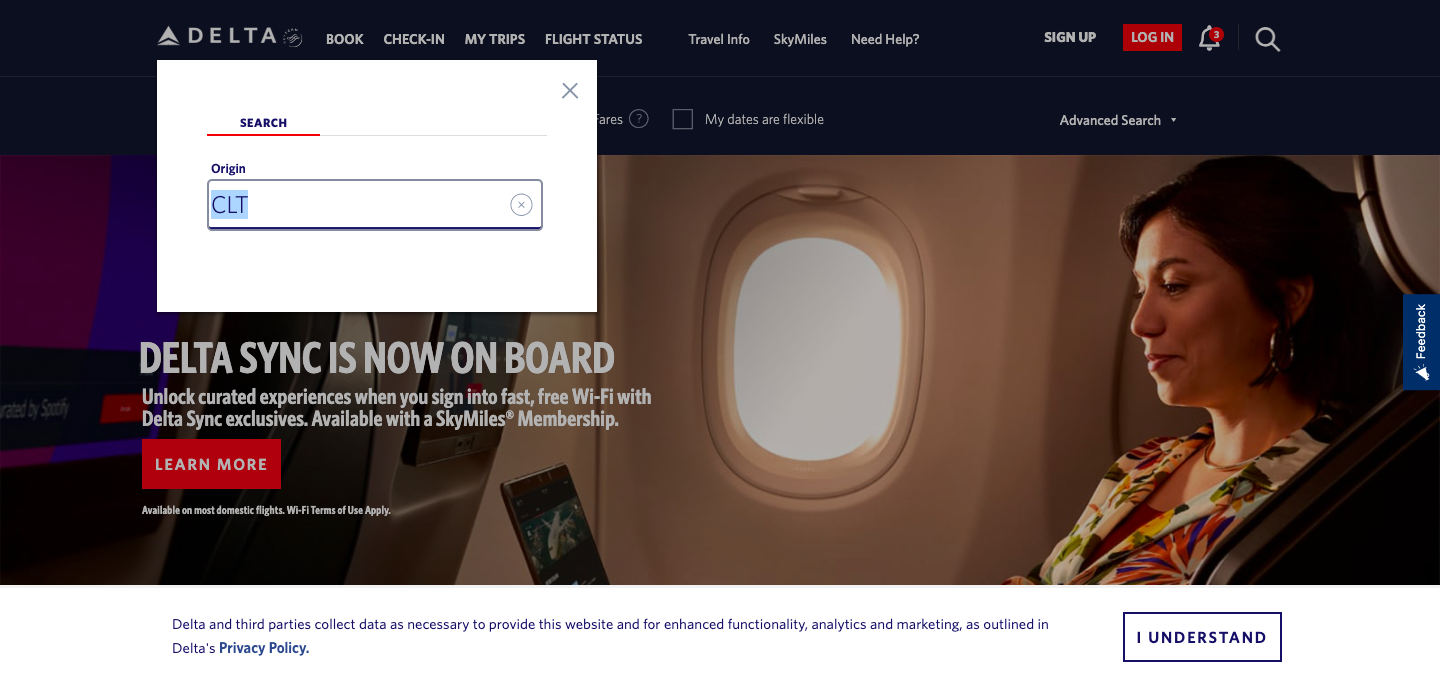 DELTA
BOOK
CHECK-IN
MY TRIPS
FLIGHT STATUS
Travel Info
SkyMiles
Need Help?
SIGN UP
LOG IN
3
SEARCH
Fares
?
My dates are flexible
Advanced Search
Origin
CLT
DELTA SYNC IS NOW ON BOARD
Unlock curated experiences when you sign into fast, free Wi-Fi with
Delta Sync exclusives. Available with a SkyMiles® Membership.
LEARN MORE
Available on most domestic flights. Wi-Fi Terms of Use Apply.
by Spotify
Feedback
Delta and third parties collect data as necessary to provide this website and for enhanced functionality, analytics and marketing, as outlined in
Delta's Privacy Policy.
I UNDERSTAND